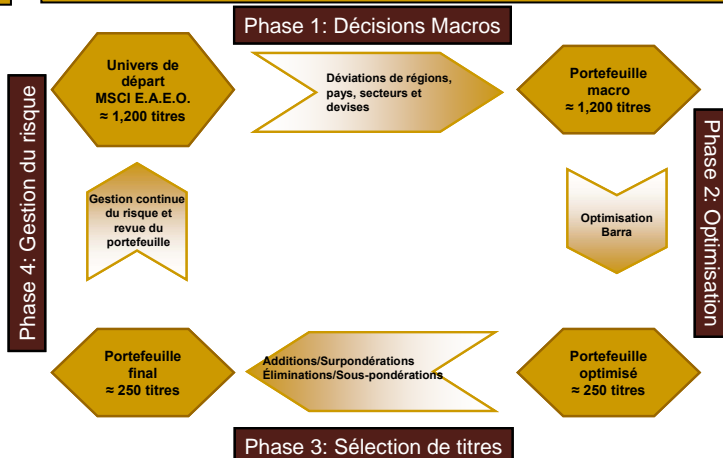 Phase 1: Décisions Macros
Univers de
départ
MSCI E.A.E.O.
≈ 1,200 titres
Déviations de régions,
pays, secteurs et
devises
Portefeuille
macro
≈ 1,200 titres
Phase 2: Optimisation
Optimisation
Barra
Portefeuille
optimisé
≈ 250 titres
Phase 3: Sélection de titres
Additions/Surpondérations
Éliminations/Sous-pondérations
Portefeuille
final
≈ 250 titres
Phase 4: Gestion du risque
Gestion continue
du risque et
revue du
portefeuille